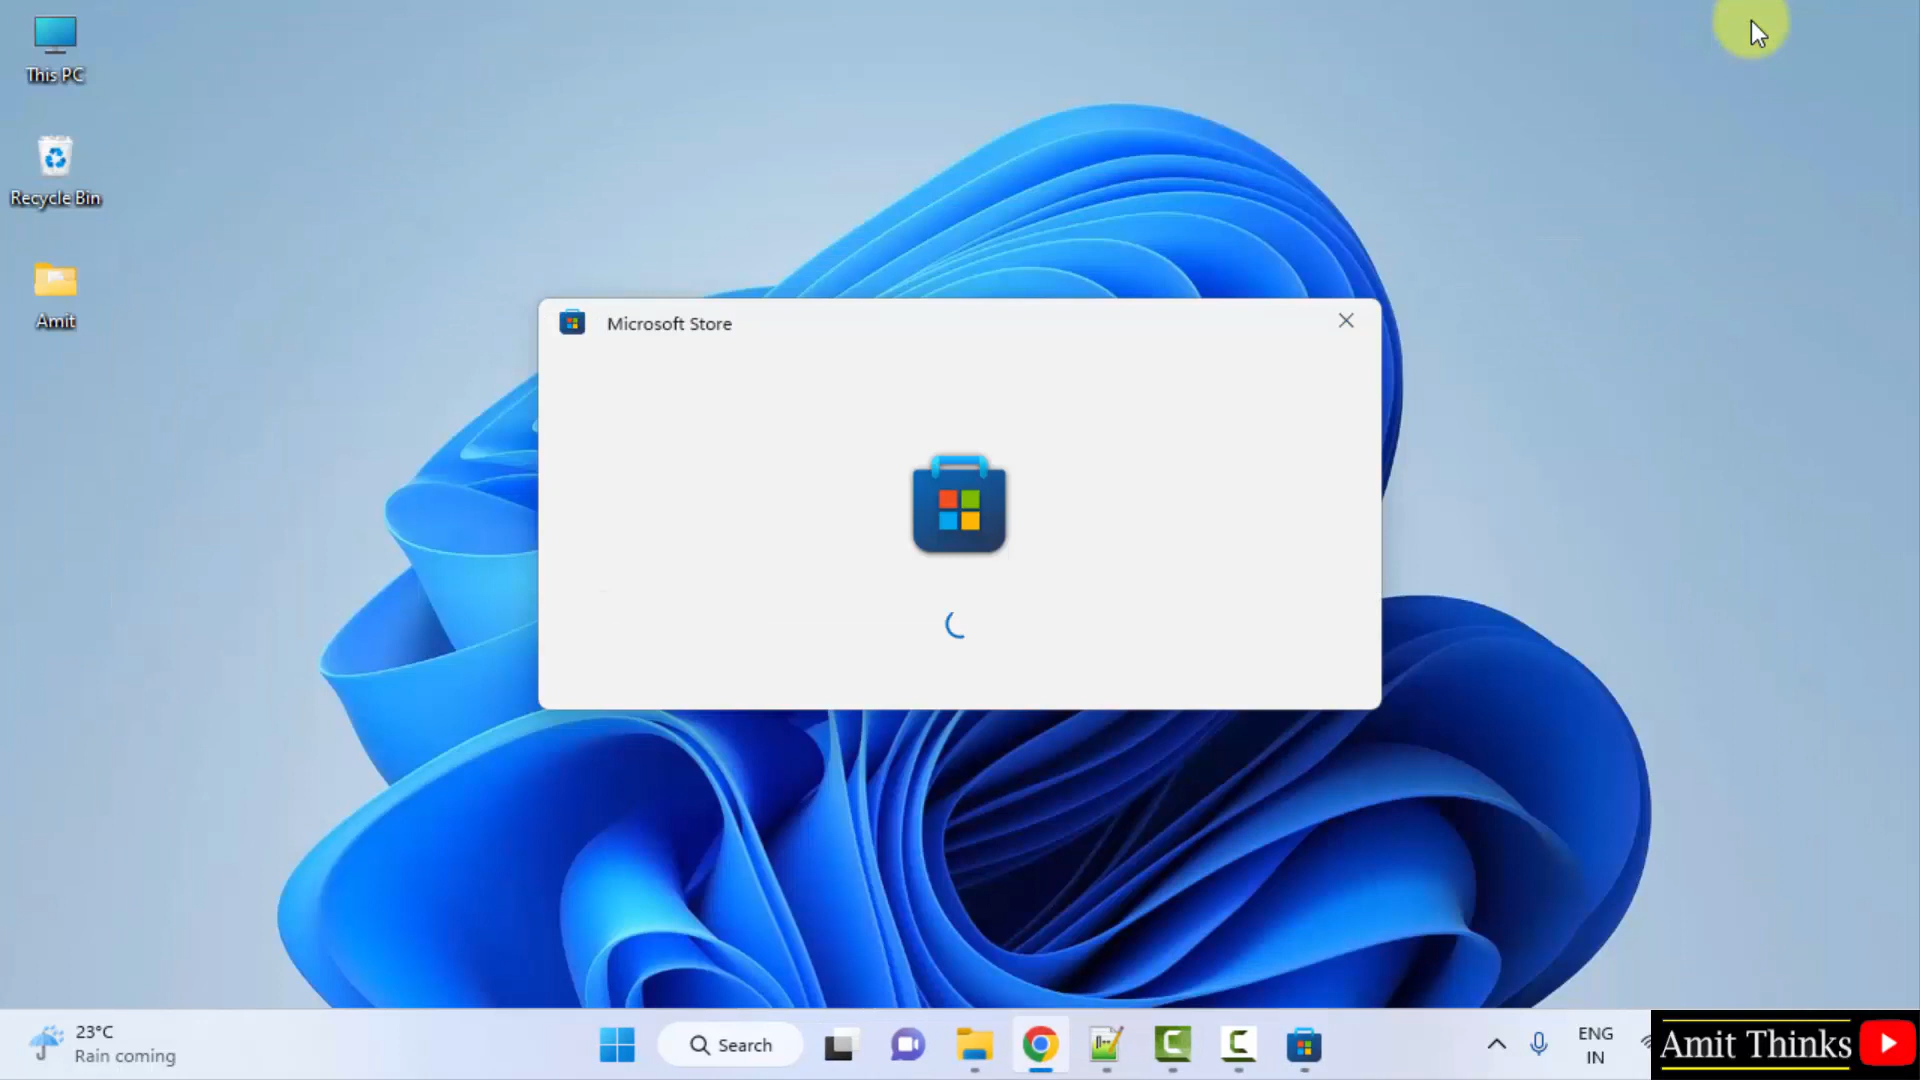 This PC
Recycle Bin
Amit
Microsoft Store
23°C
Rain coming
Search
ENG
IN
Amit Thinks